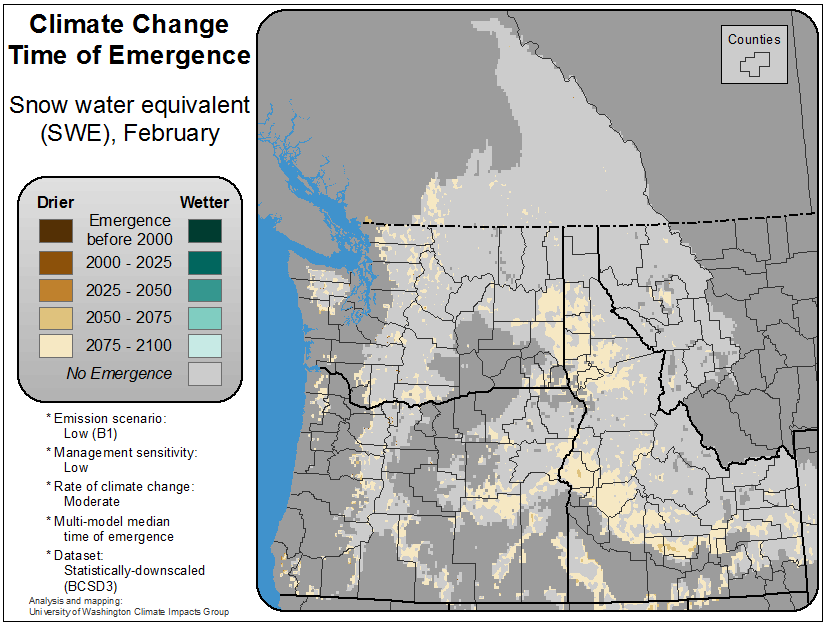 Climate Change
Time of Emergence
Snow water equivalent
(SWE), February
Drier Wetter
Emergence
before 2000
2000 - 2025
2025 - 2050
2050 - 2075
2075 - 2100
No Emergence
* Emission scenario:
Low (B1)
* Management sensitivity:
Low
* Rate of climate change:
Moderate
* Multi-model median
time of emergence
* Dataset:
Statistically-downscaled
(BCSD3)
Analysis and mapping:
University of Washington Climate Impacts Group
Counties